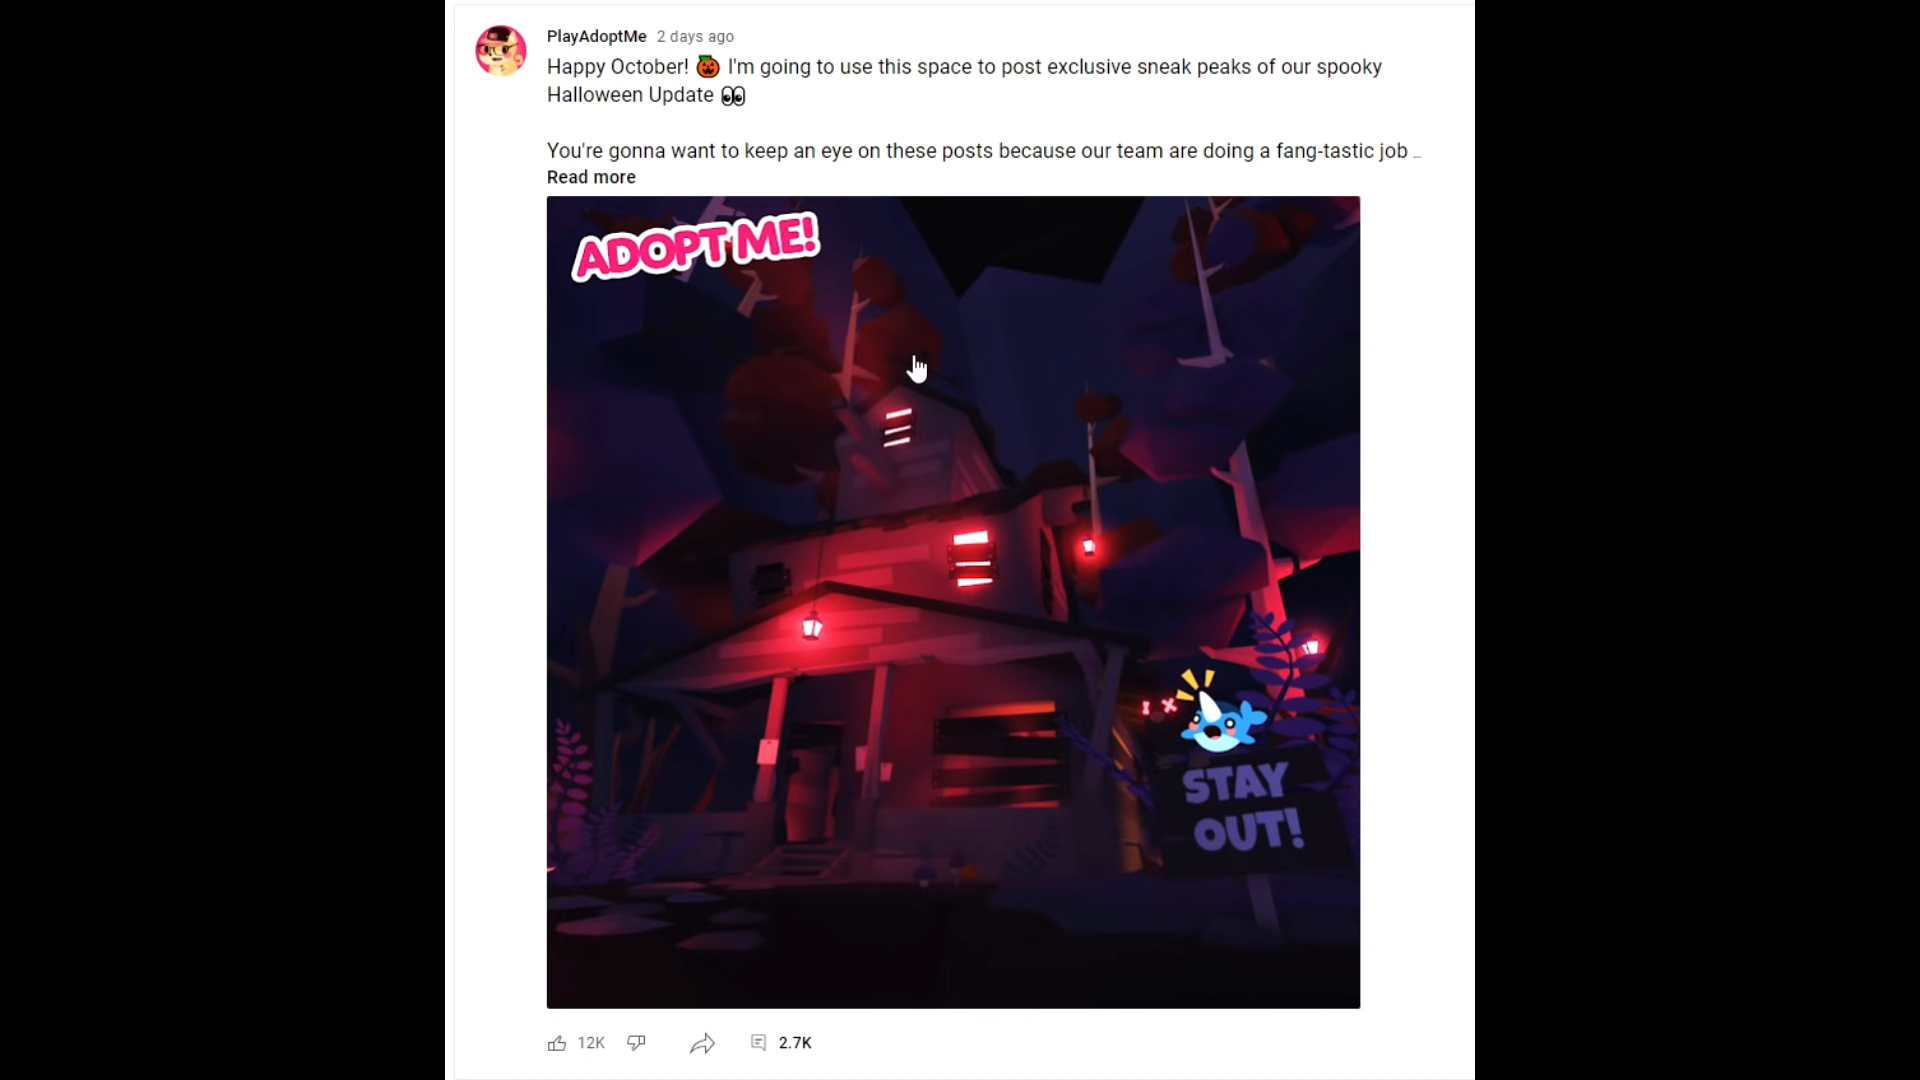 PlayAdoptMe 2 days ago
Happy October! 🎃 I'm going to use this space to post exclusive sneak peaks of our spooky
Halloween Update 👀
You're gonna want to keep an eye on these posts because our team are doing a fang-tastic job ...
Read more
ADOPT ME!
STAY
OUT!
12K 2.7K